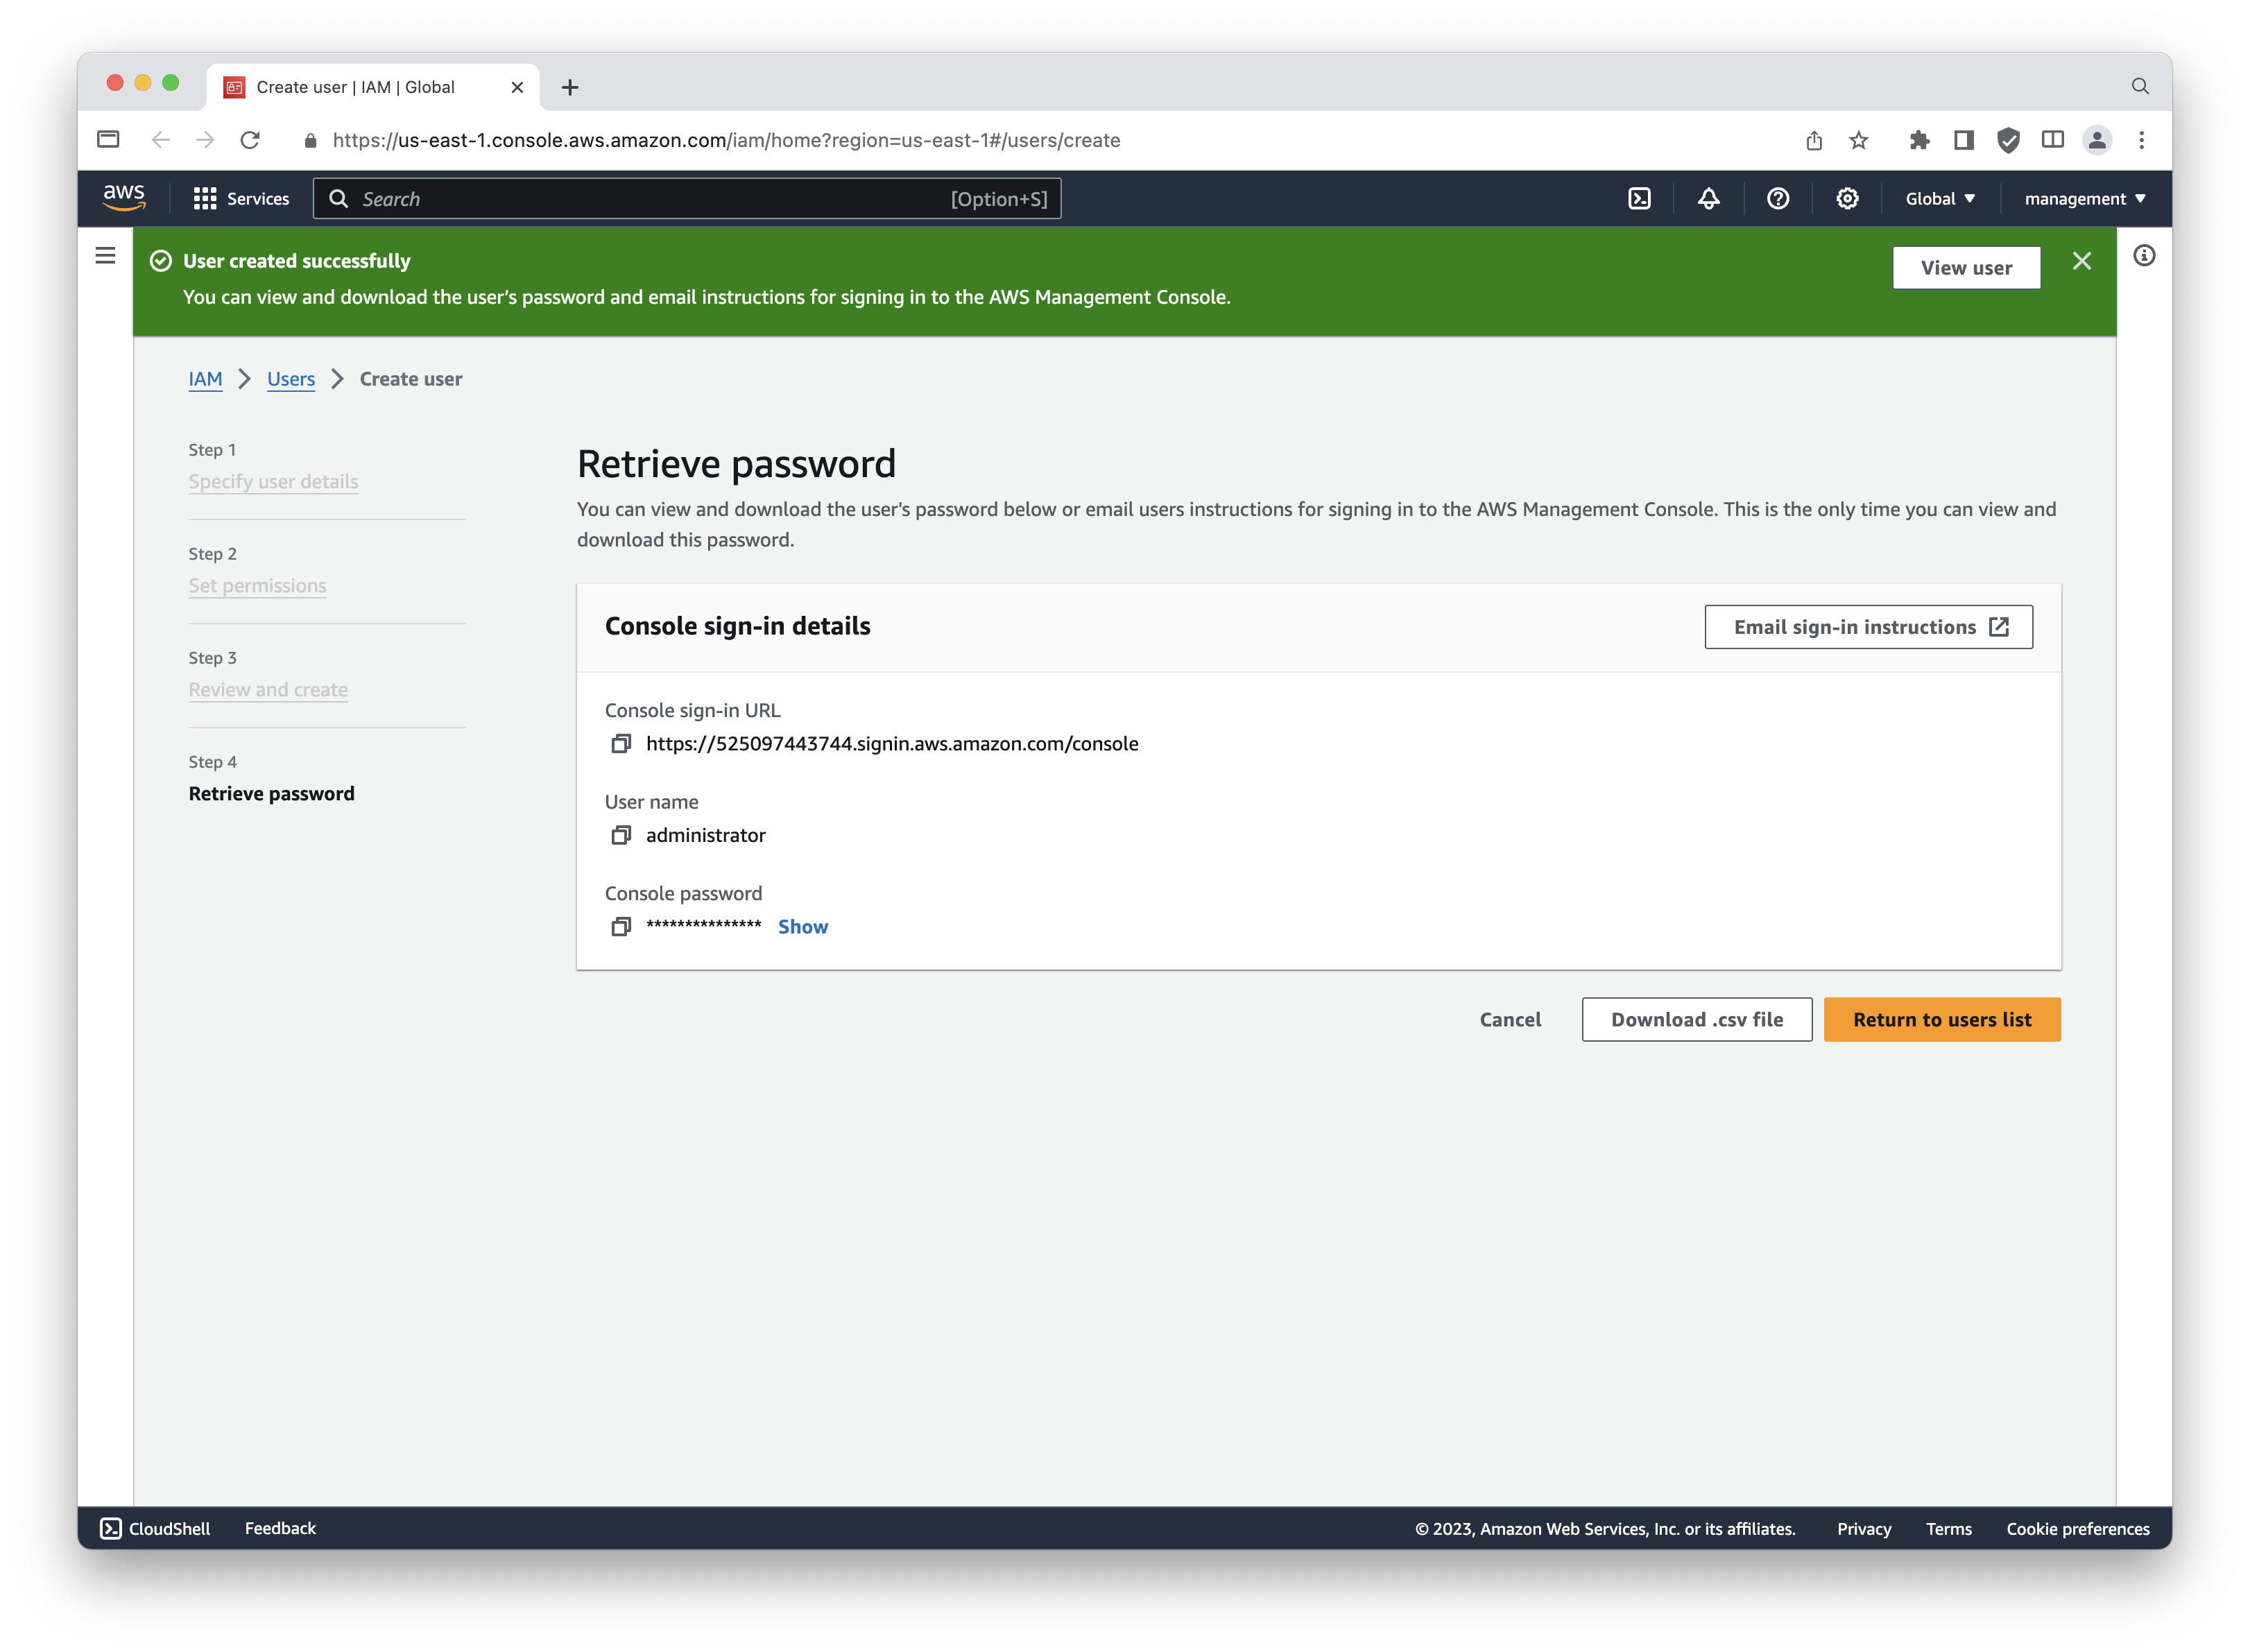 Create user | IAM | Global
https://us-east-1.console.aws.amazon.com/iam/home?region=us-east-1#/users/create
aws
Services
Search
[Option+S]
Global
management
User created successfully
You can view and download the user’s password and email instructions for signing in to the AWS Management Console.
View user
IAM
Users
Create user
Step 1
Specify user details
Step 2
Set permissions
Step 3
Review and create
Step 4
Retrieve password
Retrieve password
You can view and download the user's password below or email users instructions for signing in to the AWS Management Console. This is the only time you can view and
download this password.
Console sign-in details
Email sign-in instructions
Console sign-in URL
https://525097443744.signin.aws.amazon.com/console
User name
administrator
Console password
*************** Show
Cancel
Download .csv file
Return to users list
CloudShell
Feedback
© 2023, Amazon Web Services, Inc. or its affiliates.
Privacy
Terms
Cookie preferences